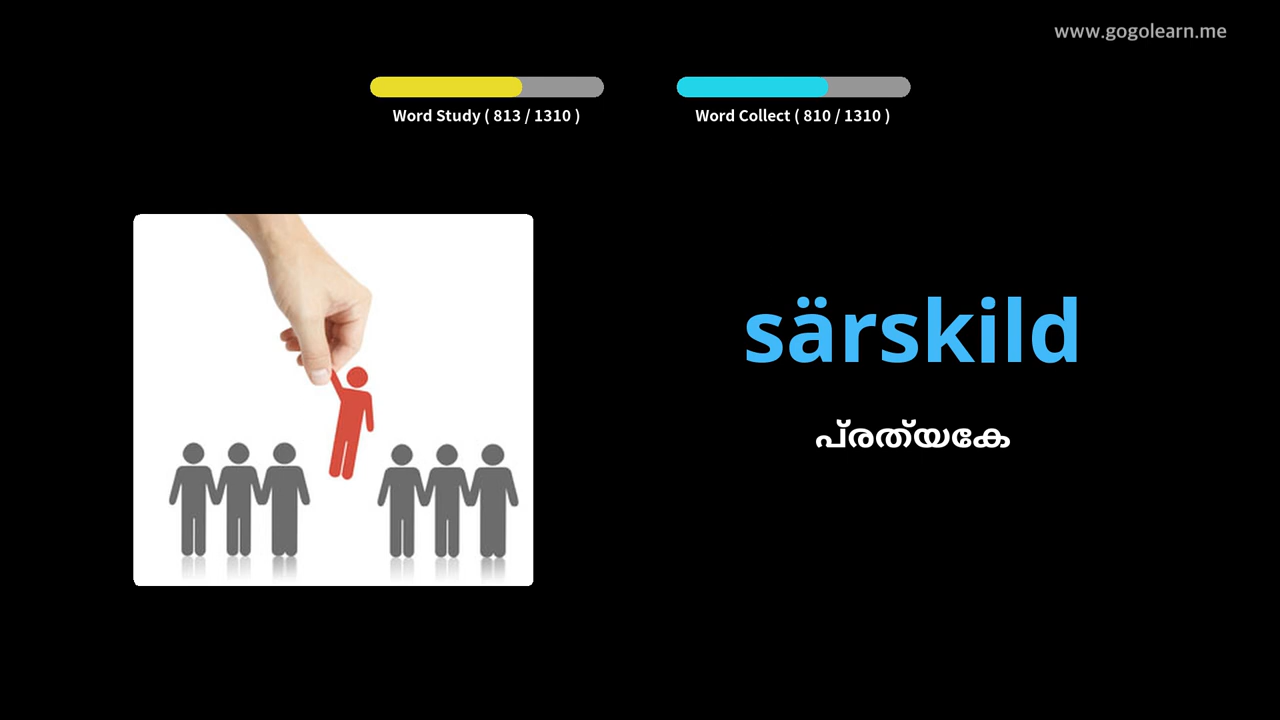 www.gogolearn.me
Word Study ( 813 / 1310 )
Word Collect ( 810 / 1310 )
särskild
പ്രത്യകേ